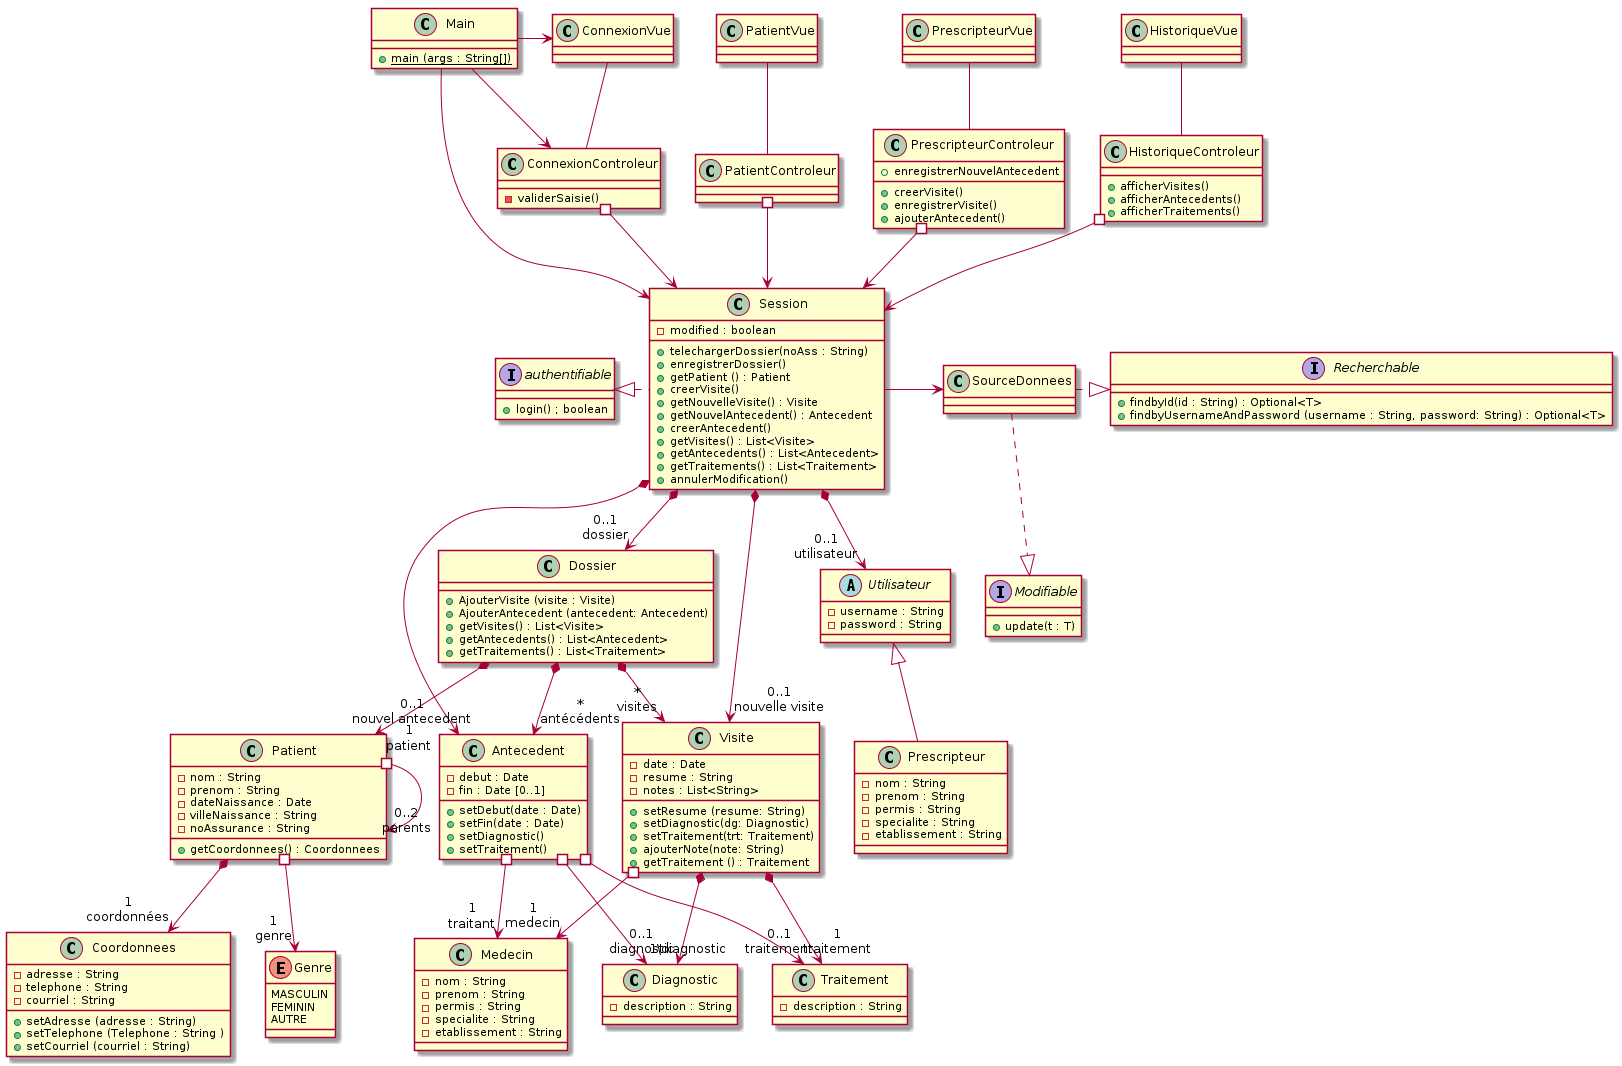 C Main
main (args : String[])
C ConnexionVue
C PatientVue
C PrescripteurVue
C HistoriqueVue
C ConnexionControleur
validerSaisie()
C PatientControleur
C PrescripteurControleur
enregistrerNouvelAntecedent
creerVisite()
enregistrerVisite()
ajouterAntecedent()
C HistoriqueControleur
afficherVisites()
afficherAntecedents()
afficherTraitements()
C Session
modified : boolean
telechargerDossier(noAss : String)
enregistrerDossier()
getPatient () : Patient
creerVisite()
getNouvelleVisite() : Visite
getNouvelAntecedent() : Antecedent
creerAntecedent()
getVisites() : List<Visite>
getAntecedents() : List<Antecedent>
getTraitements() : List<Traitement>
annulerModification()
I authentifiable
login() ; boolean
C SourceDonnees
I Recherchable
findbyId(id : String) : Optional<T>
findbyUsernameAndPassword (username : String, password: String) : Optional<T>
0..1
dossier
0..1
utilisateur
C Dossier
AjouterVisite (visite : Visite)
AjouterAntecedent (antecedent: Antecedent)
getVisites() : List<Visite>
getAntecedents() : List<Antecedent>
getTraitements() : List<Traitement>
A Utilisateur
username : String
password : String
I Modifiable
update(t : T)
0..1
nouvel antecedent
1
patient
*
antécédents
*
visites
0..1
nouvelle visite
C Patient
nom : String
prenom : String
dateNaissance : Date
villeNaissance : String
noAssurance : String
getCoordonnees() : Coordonnees
0..2
parents
C Antecedent
debut : Date
fin : Date [0..1]
setDebut(date : Date)
setFin(date : Date)
setDiagnostic()
setTraitement()
C Visite
date : Date
resume : String
notes : List<String>
setResume (resume: String)
setDiagnostic(dg: Diagnostic)
setTraitement(trt: Traitement)
ajouterNote(note: String)
getTraitement () : Traitement
C Prescripteur
nom : String
prenom : String
permis : String
specialite : String
etablissement : String
1
coordonnées
1
genre
1
traitant
1
medecin
0..1
diagnostic
1
diagnostic
0..1
traitement
1
traitement
C Coordonnees
adresse : String
telephone : String
courriel : String
setAdresse (adresse : String)
setTelephone (Telephone : String )
setCourriel (courriel : String)
E Genre
MASCULIN
FEMININ
AUTRE
C Medecin
nom : String
prenom : String
permis : String
specialite : String
etablissement : String
C Diagnostic
description : String
C Traitement
description : String